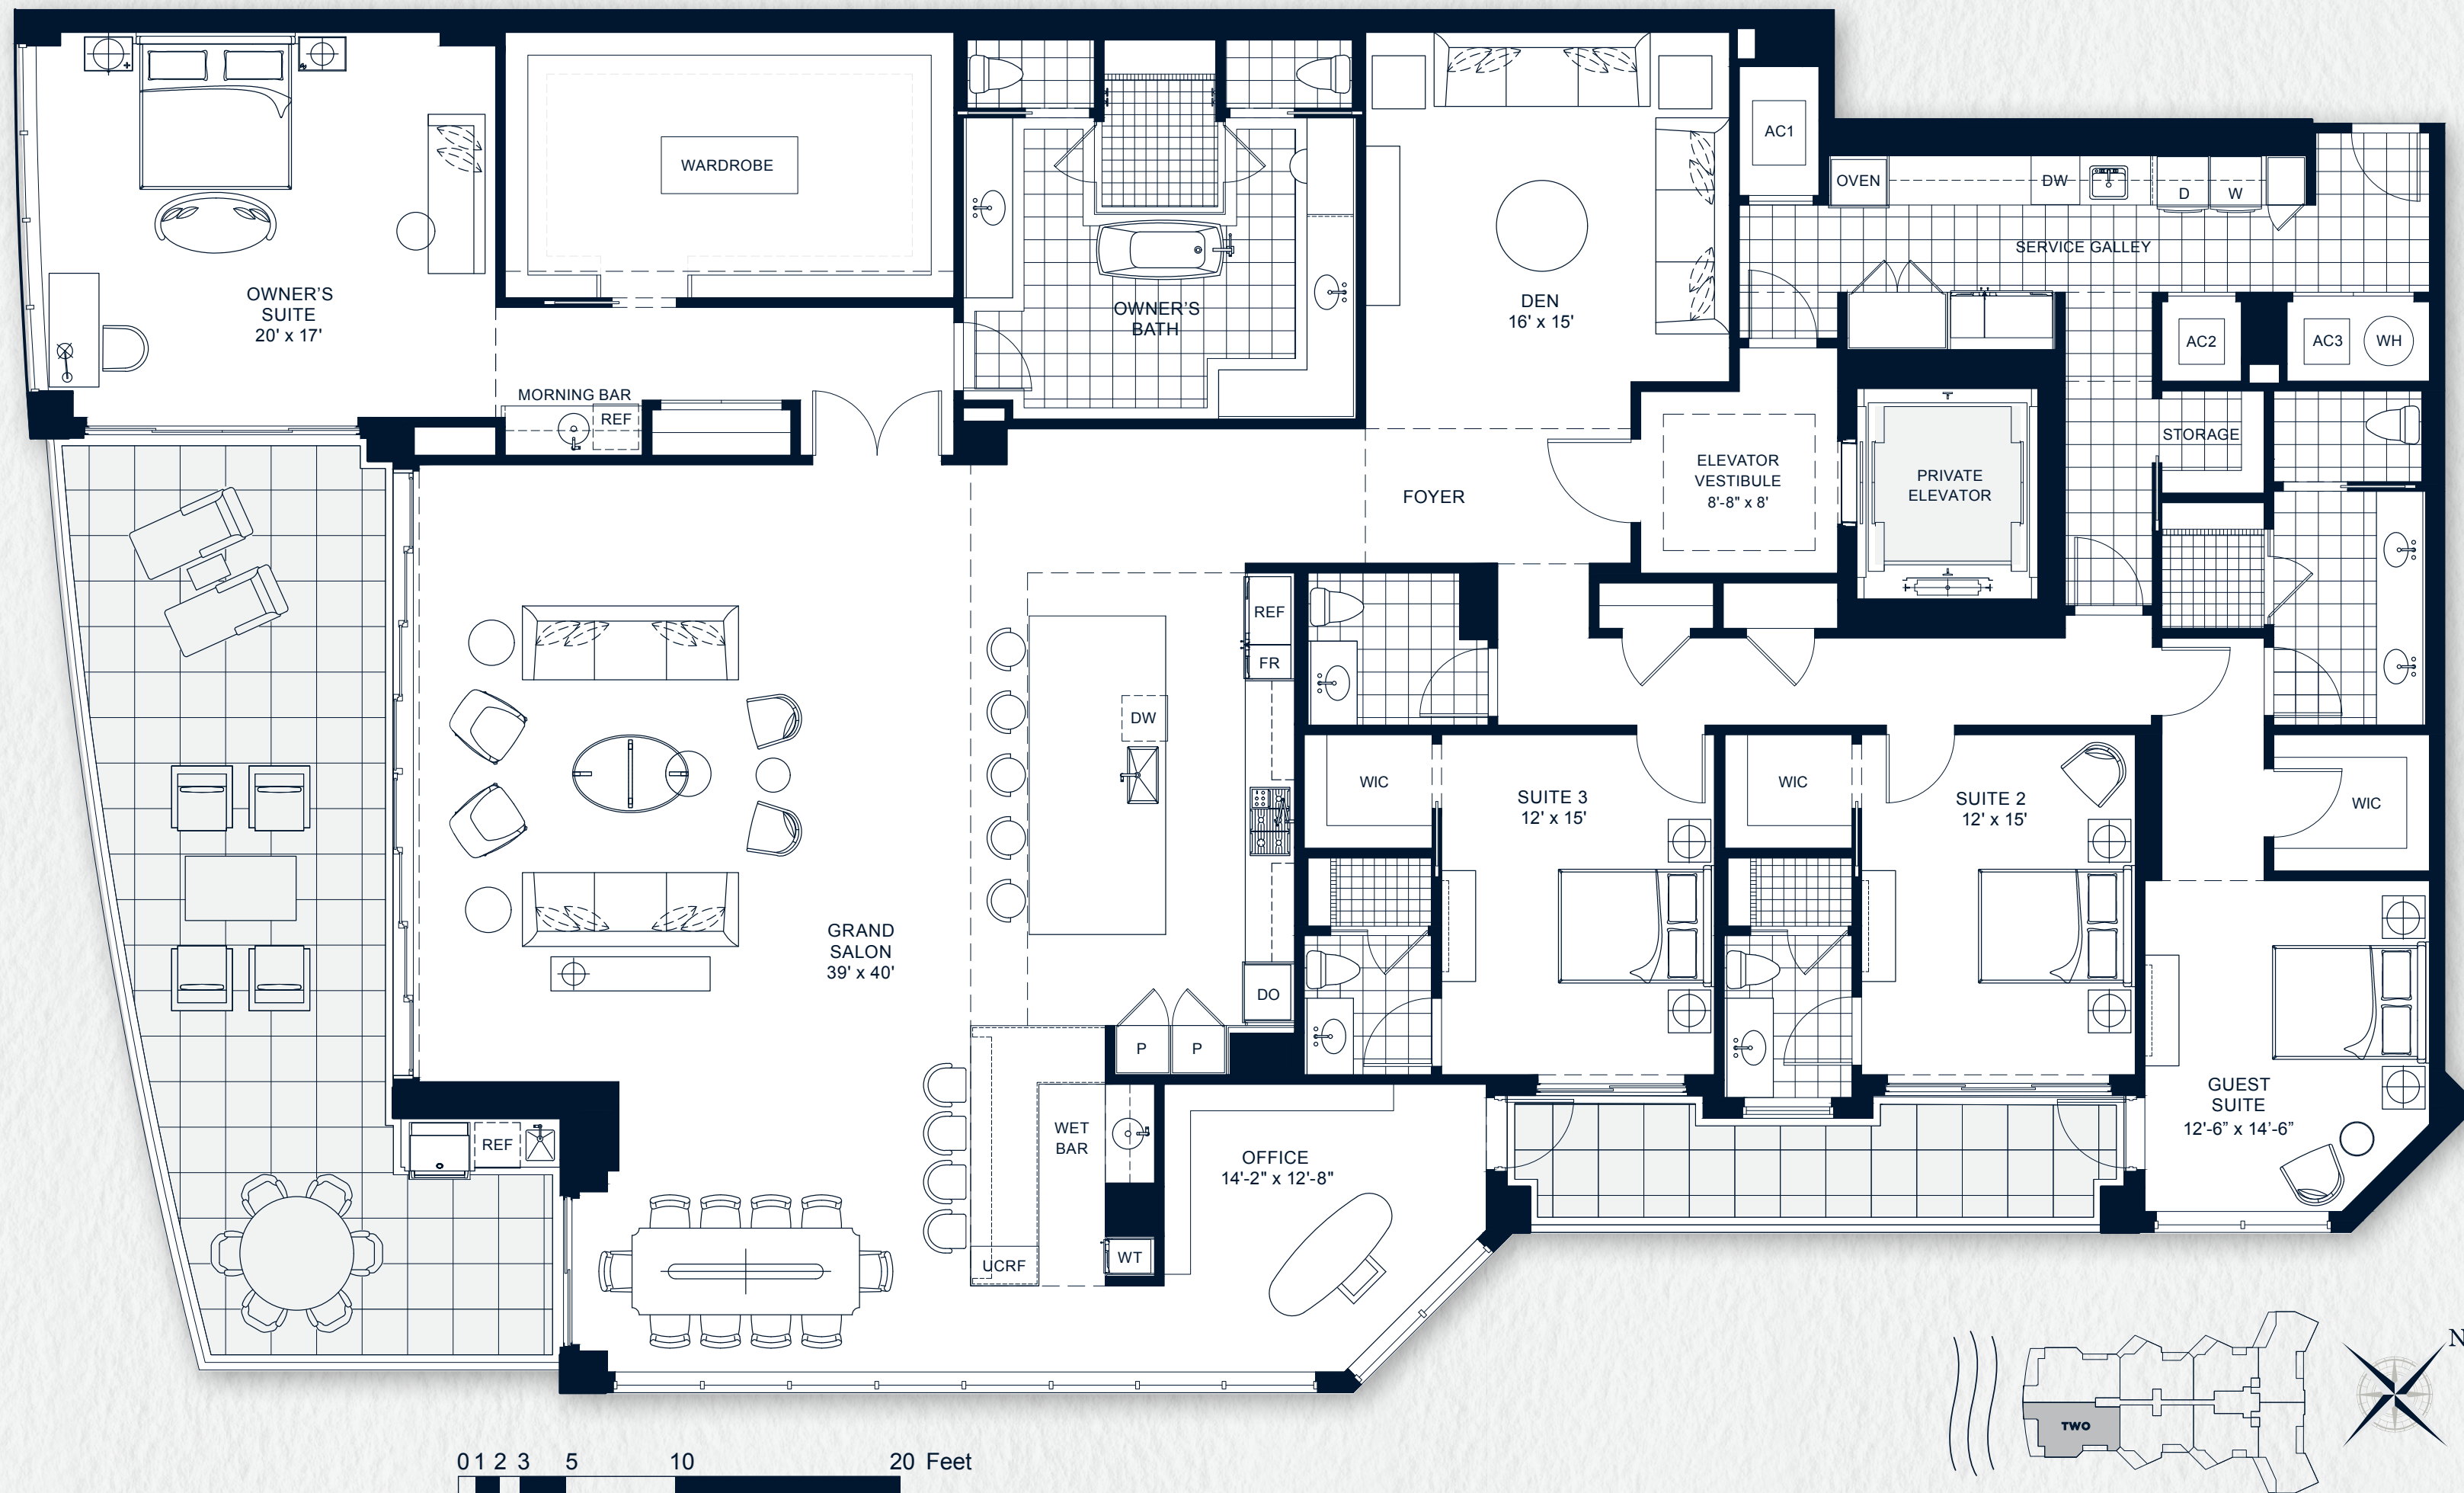 WARDROBE
AC1
OVEN
DW
D
W
SERVICE GALLEY
OWNER'S
SUITE
20' x 17'
OWNER'S
BATH
DEN
16' x 15'
AC2
AC3
WH
MORNING BAR
REF
STORAGE
ELEVATOR
VESTIBULE
8'-8" x 8'
PRIVATE
ELEVATOR
FOYER
REF
FR
DW
WIC
SUITE 3
12' x 15'
WIC
SUITE 2
12' x 15'
WIC
GRAND
SALON
39' x 40'
DO
P
P
GUEST
SUITE
12'-6” x 14'-6”
REF
WET
BAR
OFFICE
14'-2" x 12'-8"
UCRF
WT
N
TWO
0 1 2 3 5 10 20 Feet